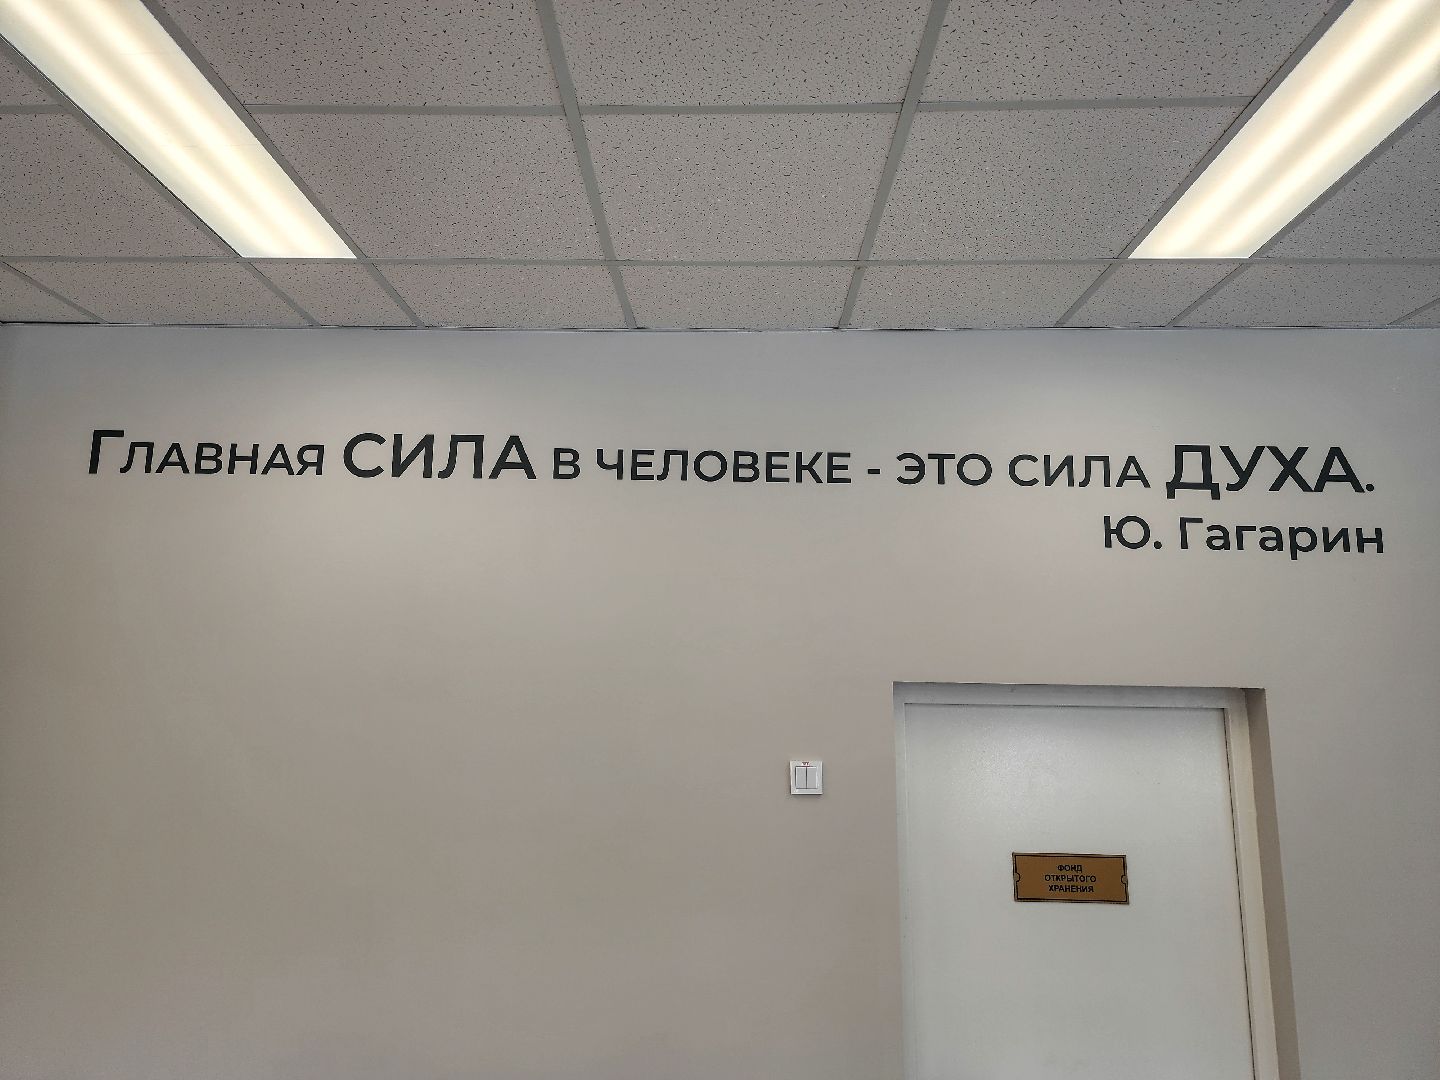 Главная СИЛА в человеке - это сила ДУХА.
Ю. Гагарин
ФОНД
ОТКРЫТОГО
ХРАНЕНИЯ